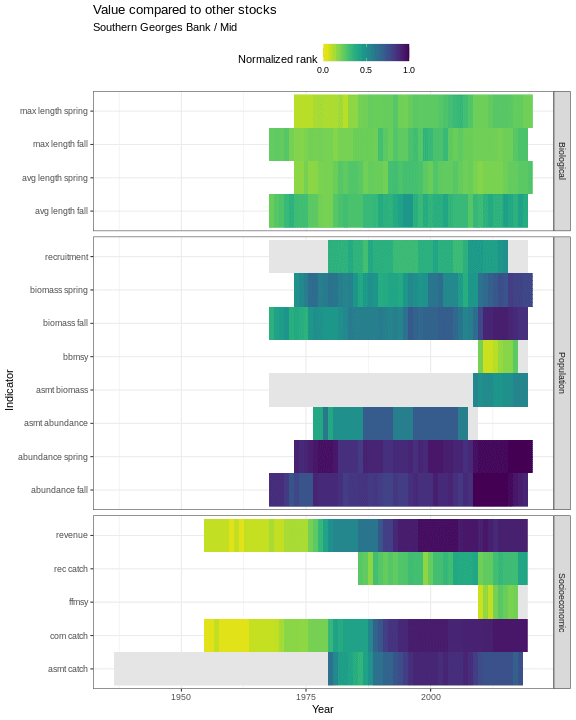 Value compared to other stocks
Southern Georges Bank / Mid
Normalized rank
0.0 0.5 1.0
max length spring
max length fall
avg length spring
avg length fall
Biological
recruitment
biomass spring
biomass fall
bbmsy
asmt biomass
asmt abundance
abundance spring
abundance fall
Population
Indicator
revenue
rec catch
ffmsy
com catch
asmt catch
Socioeconomic
1950 1975 2000
Year